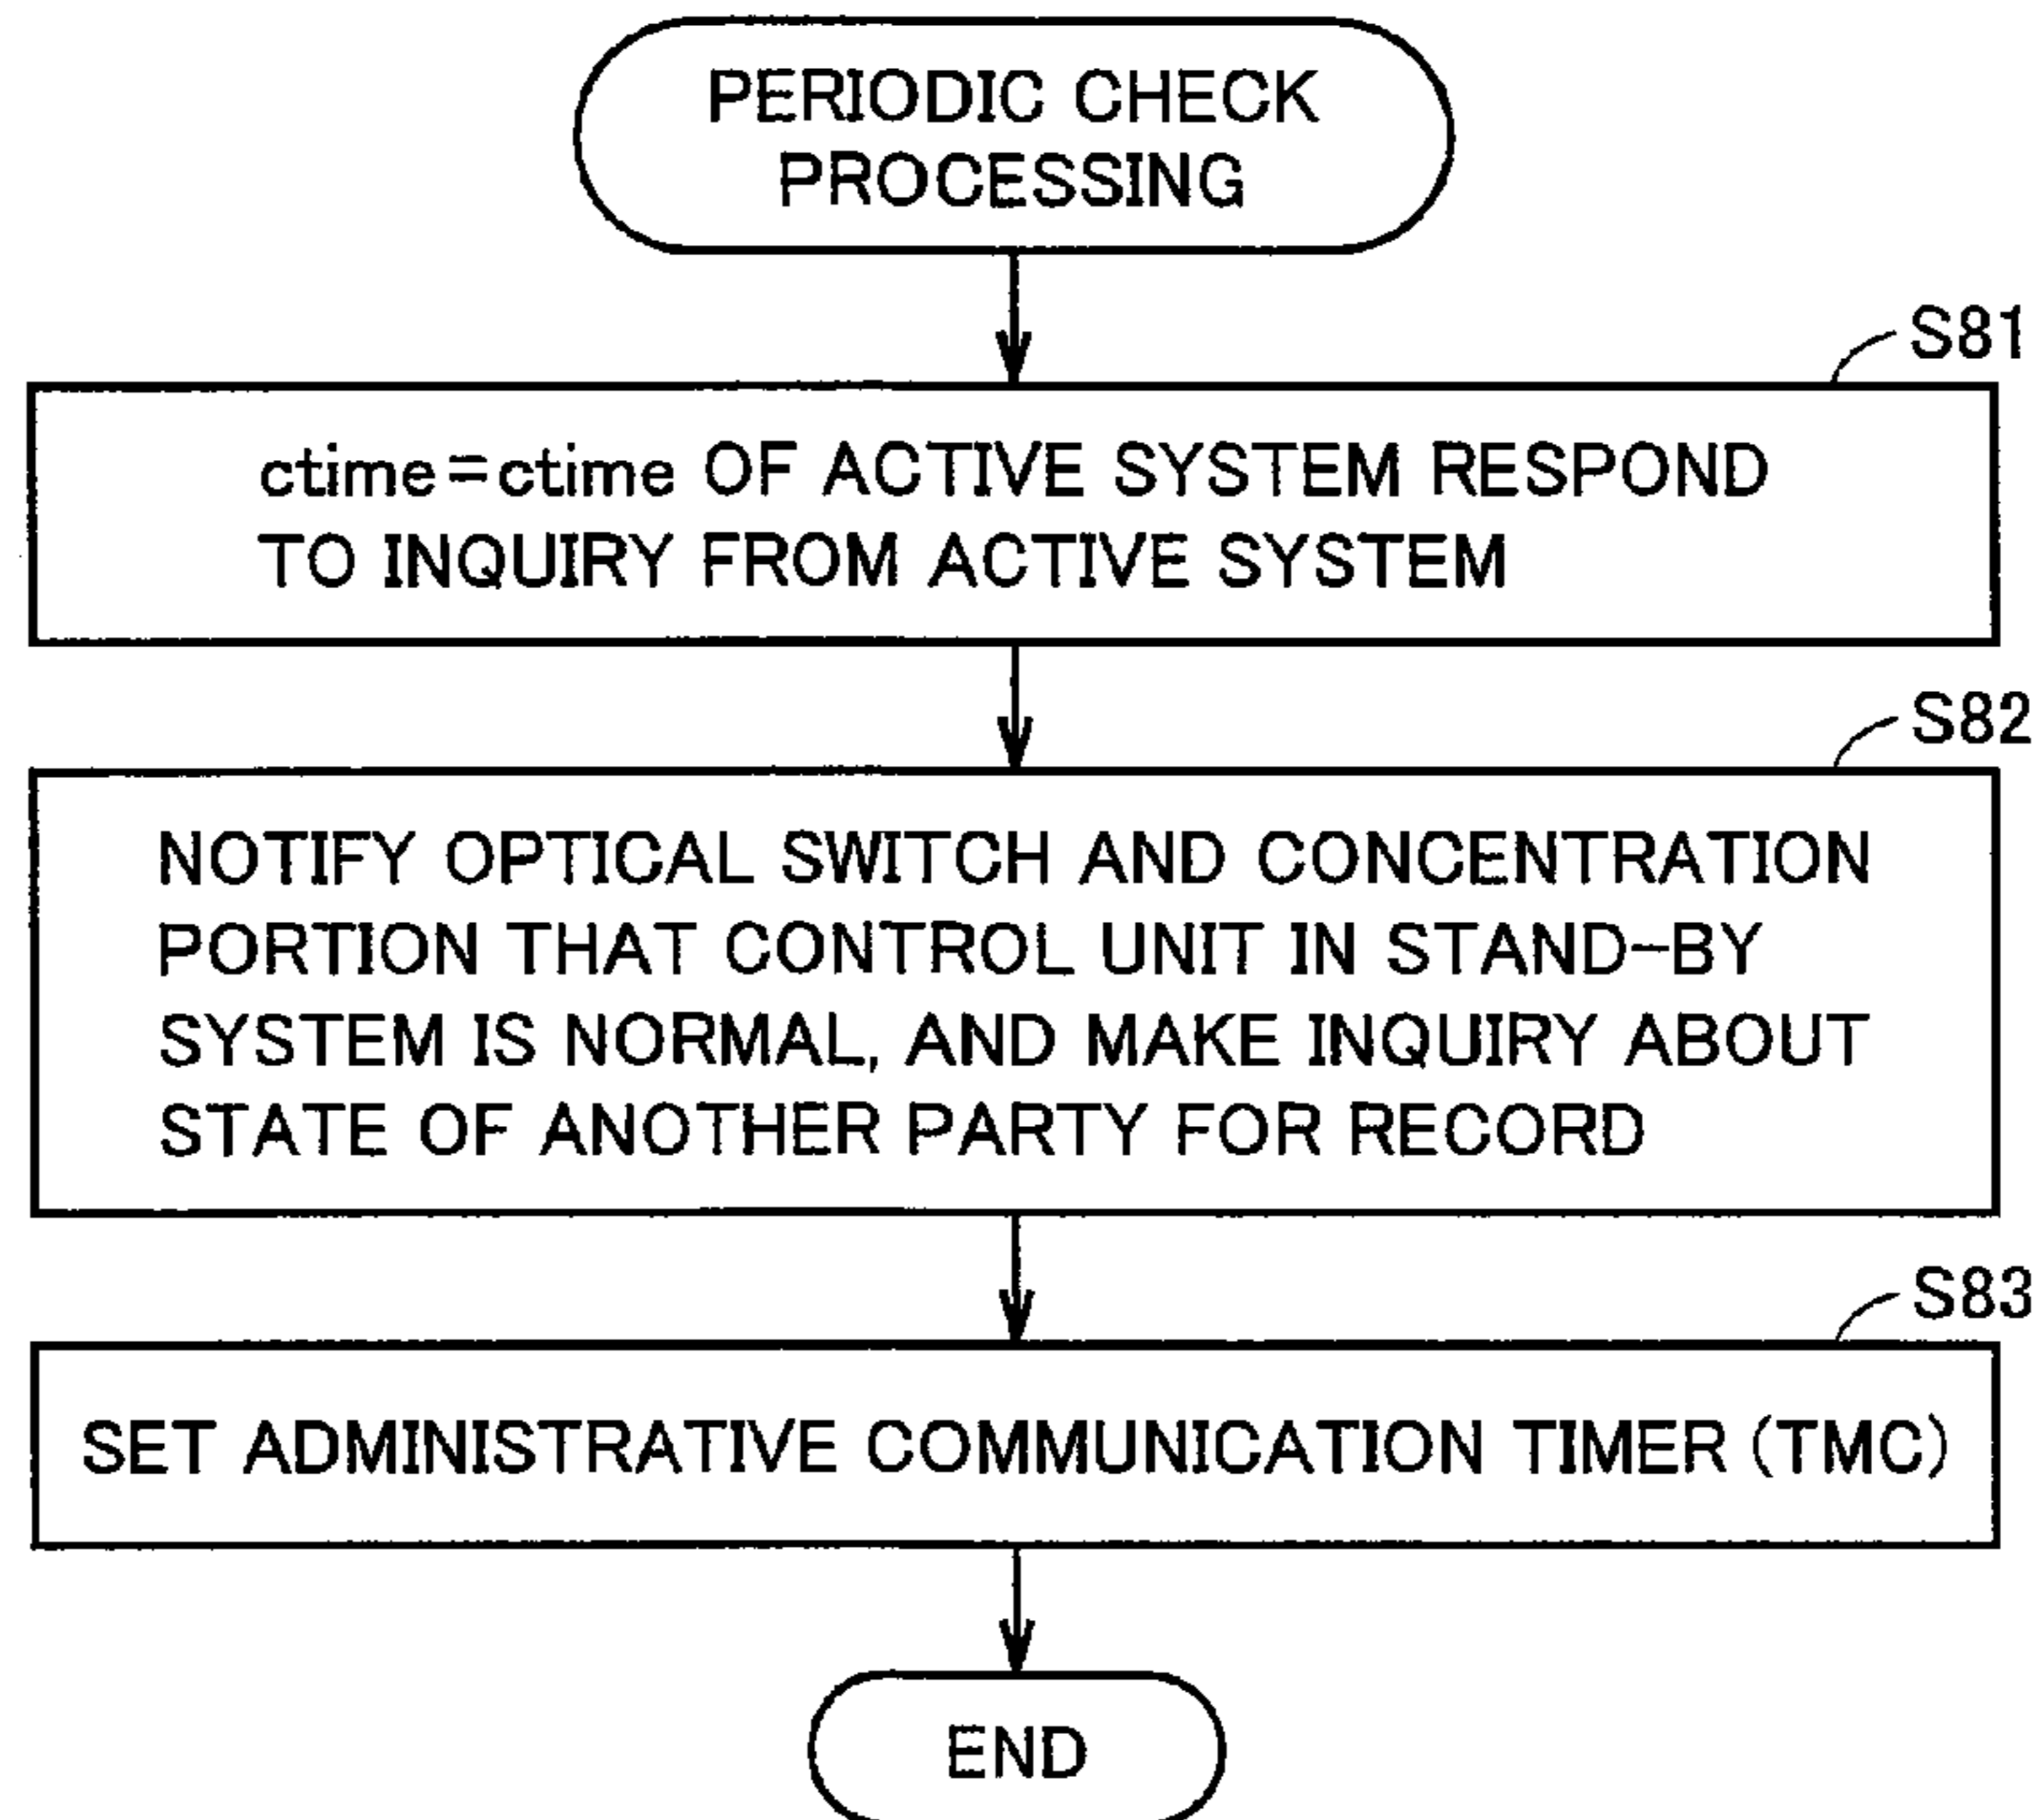 PERIODIC CHECK
PROCESSING
S81
ctime=ctime OF ACTIVE SYSTEM RESPOND
TO INQUIRY FROM ACTIVE SYSTEM
S82
NOTIFY OPTICAL SWITCH AND CONCENTRATION
PORTION THAT CONTROL UNIT IN STAND-BY
SYSTEM IS NORMAL, AND MAKE INQUIRY ABOUT
STATE OF ANOTHER PARTY FOR RECORD
S83
SET ADMINISTRATIVE COMMUNICATION TIMER (TMC)
END